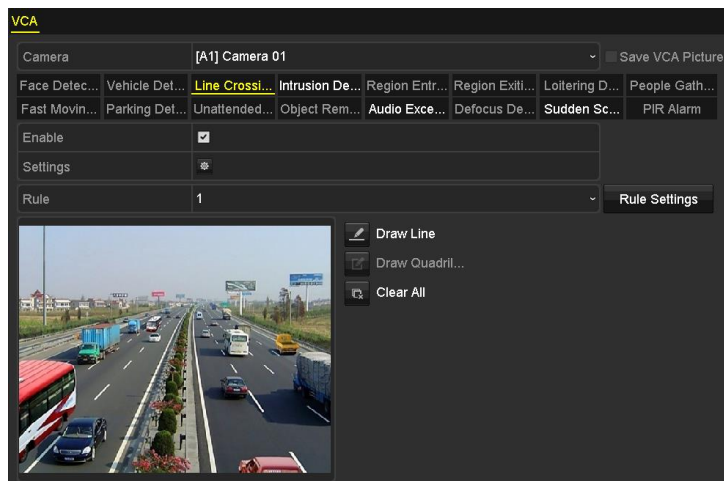 VCA
Camera [A1] Camera 01 Save VCA Picture
Face Detec... Vehicle Det... Line Crossi... Intrusion De... Region Entr... Region Exiti... Loitering D... People Gath...
Fast Movin... Parking Det... Unattended... Object Rem... Audio Exce... Defocus De... Sudden Sc... PIR Alarm
Enable
Settings
Rule 1 Rule Settings
Draw Line
Draw Quadril...
Clear All